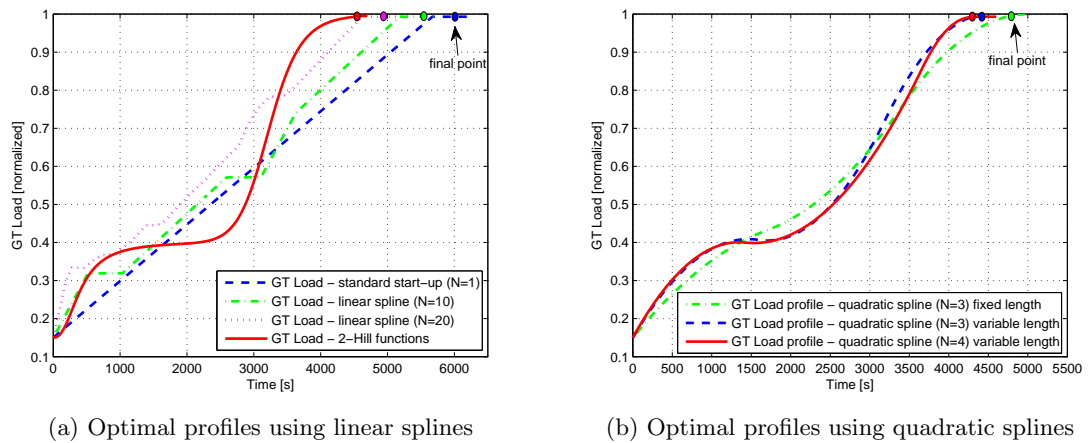 1
0.9
0.8
0.7
0.6
0.5
0.4
0.3
0.2
0.1
GT Load [normalized]
0 1000 2000 3000 4000 5000 6000
Time [s]
final point
GT Load − standard start−up (N=1)
GT Load − linear spline (N=10)
GT Load − linear spline (N=20)
GT Load − 2−Hill functions
(a) Optimal profiles using linear splines
1
0.9
0.8
0.7
0.6
0.5
0.4
0.3
0.2
0.1
GT Load [normalized]
0 500 1000 1500 2000 2500 3000 3500 4000 4500 5000 5500
Time [s]
final point
GT Load profile − quadratic spline (N=3) fixed length
GT Load profile − quadratic spline (N=3) variable length
GT Load profile − quadratic spline (N=4) variable length
(b) Optimal profiles using quadratic splines